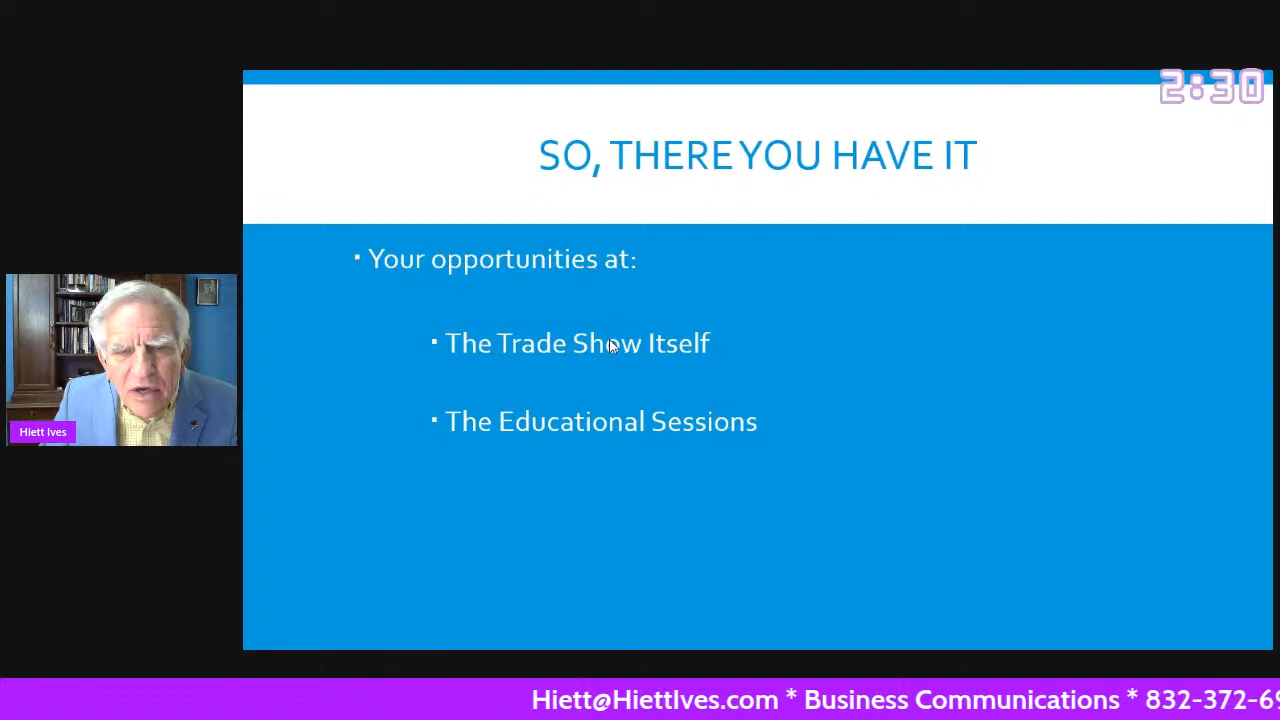 2:30
SO, THERE YOU HAVE IT
Your opportunities at:
The Trade Show Itself
The Educational Sessions
Hiett Ives
Hiett@HiettIves.com * Business Communications * 832-372-6